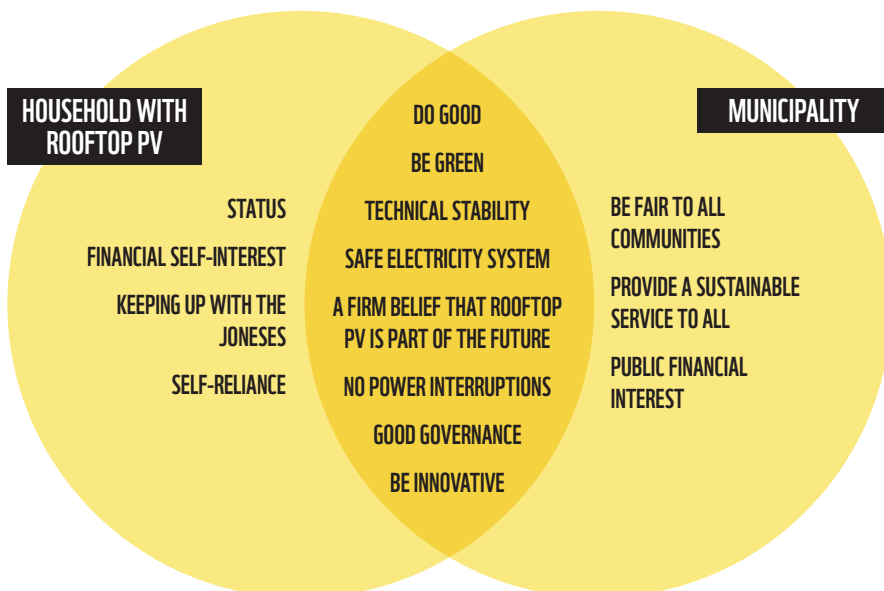 HOUSEHOLD WITH
ROOFTOP PV
STATUS
FINANCIAL SELF-INTEREST
KEEPING UP WITH THE
JONESES
SELF-RELIANCE
DO GOOD
BE GREEN
TECHNICAL STABILITY
SAFE ELECTRICITY SYSTEM
A FIRM BELIEF THAT ROOFTOP
PV IS PART OF THE FUTURE
NO POWER INTERRUPTIONS
GOOD GOVERNANCE
BE INNOVATIVE
MUNICIPALITY
BE FAIR TO ALL
COMMUNITIES
PROVIDE A SUSTAINABLE
SERVICE TO ALL
PUBLIC FINANCIAL
INTEREST